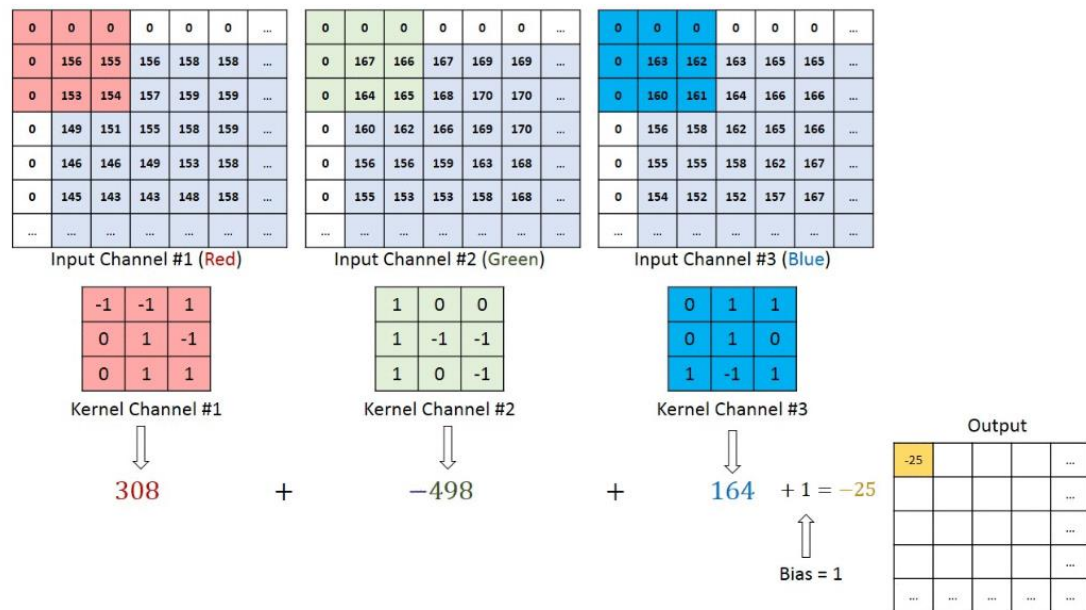 0 0 0 0 0 0 ... 0 0 0 0 0 0 ... 0 0 0 0 0 0 ...
0 156 155 156 158 158 ... 0 167 166 167 169 169 ... 0 163 162 163 165 165 ...
0 153 154 157 159 159 ... 0 164 165 168 170 170 ... 0 160 161 164 166 166 ...
0 149 151 155 158 159 ... 0 160 162 166 169 170 ... 0 156 158 162 165 166 ...
0 146 146 149 153 158 ... 0 156 156 159 163 168 ... 0 155 155 158 162 167 ...
0 145 143 143 148 158 ... 0 155 153 153 158 168 ... 0 154 152 152 157 167 ...
... ... ... ... ... ... ... ... ... ... ... ... ... ... ... ... ... ... ... ... ...
Input Channel #1 (Red) Input Channel #2 (Green) Input Channel #3 (Blue)
-1 -1 1 1 0 0 0 1 1
0 1 -1 1 -1 -1 0 1 0
0 1 1 1 0 -1 1 -1 1
Kernel Channel #1 Kernel Channel #2 Kernel Channel #3
308 + −498 + 164 + 1 = −25
Bias = 1
Output
-25 ...
...
...
...
... ... ... ... ...